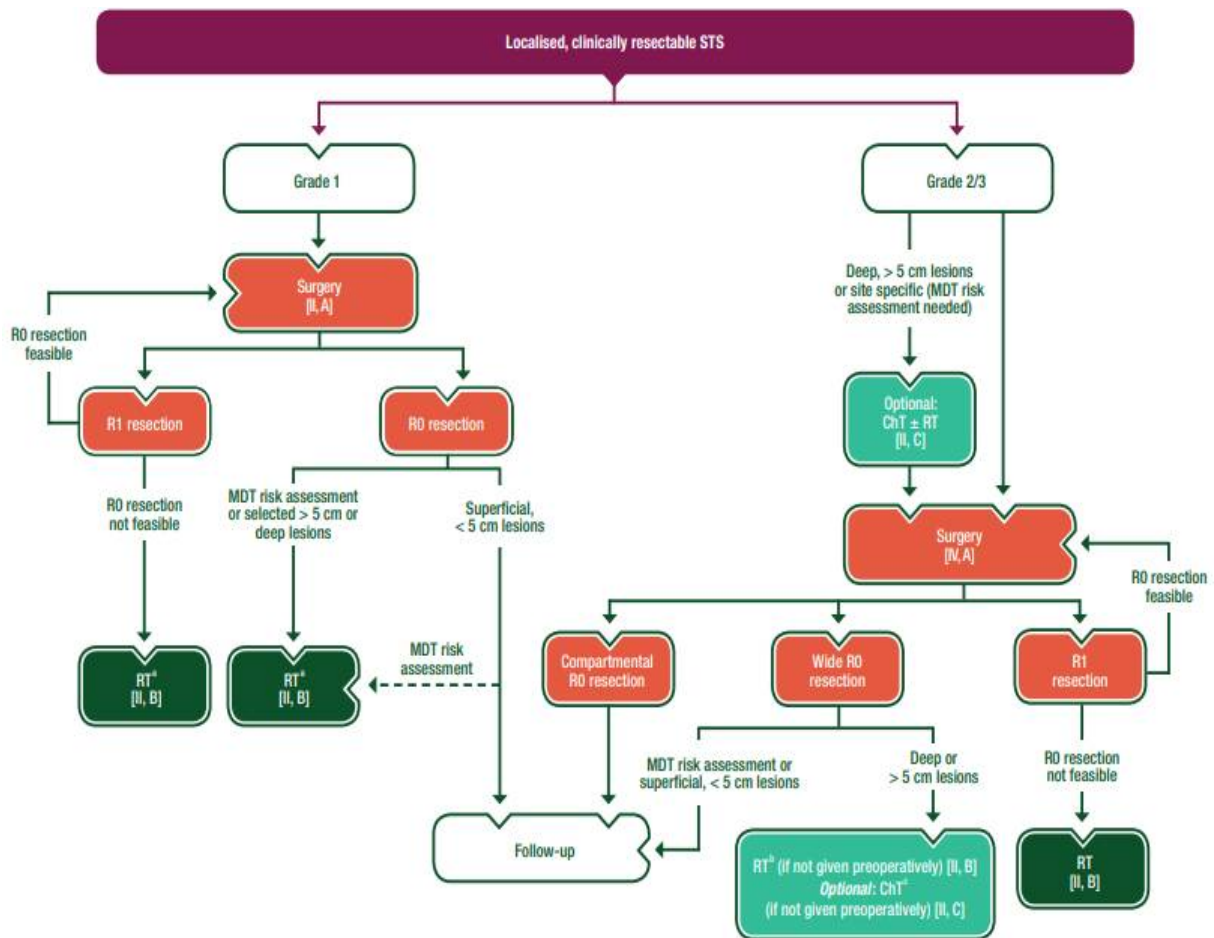 Localised, clinically resectable STS
Grade 1
Grade 2/3
Surgery
[II, A]
Deep, > 5 cm lesions
or site specific (MDT risk
assessment needed)
R0 resection
feasible
R1 resection
R0 resection
Optional:
ChT ± RT
[II, C]
R0 resection
not feasible
MDT risk assessment
or selected > 5 cm or
deep lesions
Superficial,
< 5 cm lesions
Surgery
[IV, A]
R0 resection
feasible
RTª
[II, B]
RTª
[II, B]
MDT risk
assessment
Compartmental
R0 resection
Wide R0
resection
R1
resection
MDT risk assessment or
superficial, < 5 cm lesions
Deep or
> 5 cm lesions
R0 resection
not feasible
Follow-up
RTᵇ (if not given preoperatively) [II, B]
Optional: ChTª
(if not given preoperatively) [II, C]
RT
[II, B]